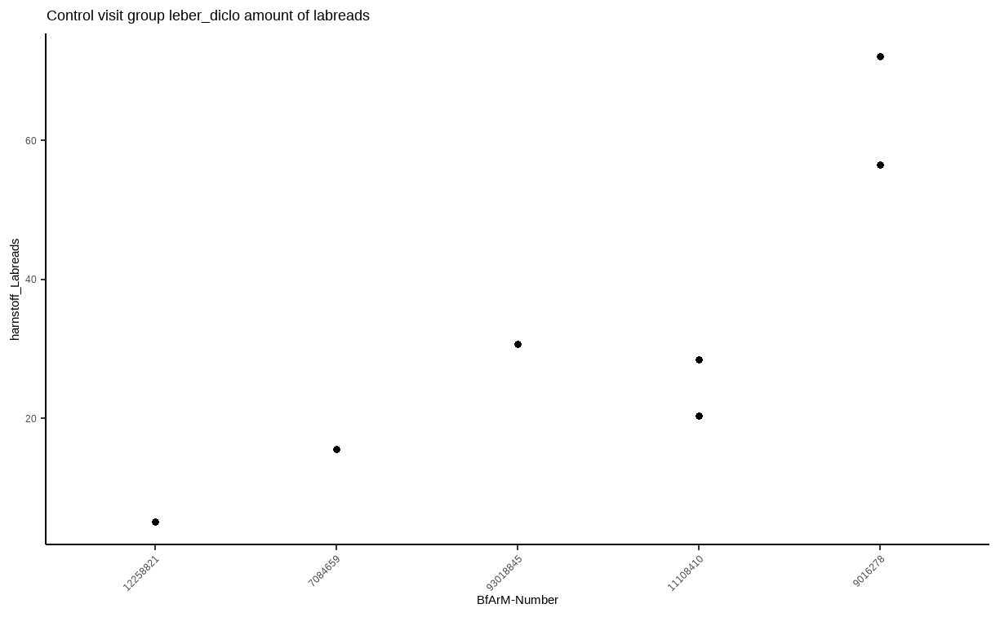 Control visit group leber_diclo amount of labreads
harnstoff_Labreads
60
40
20
12258821
7084659
93018845
11108410
9016278
BfArM-Number